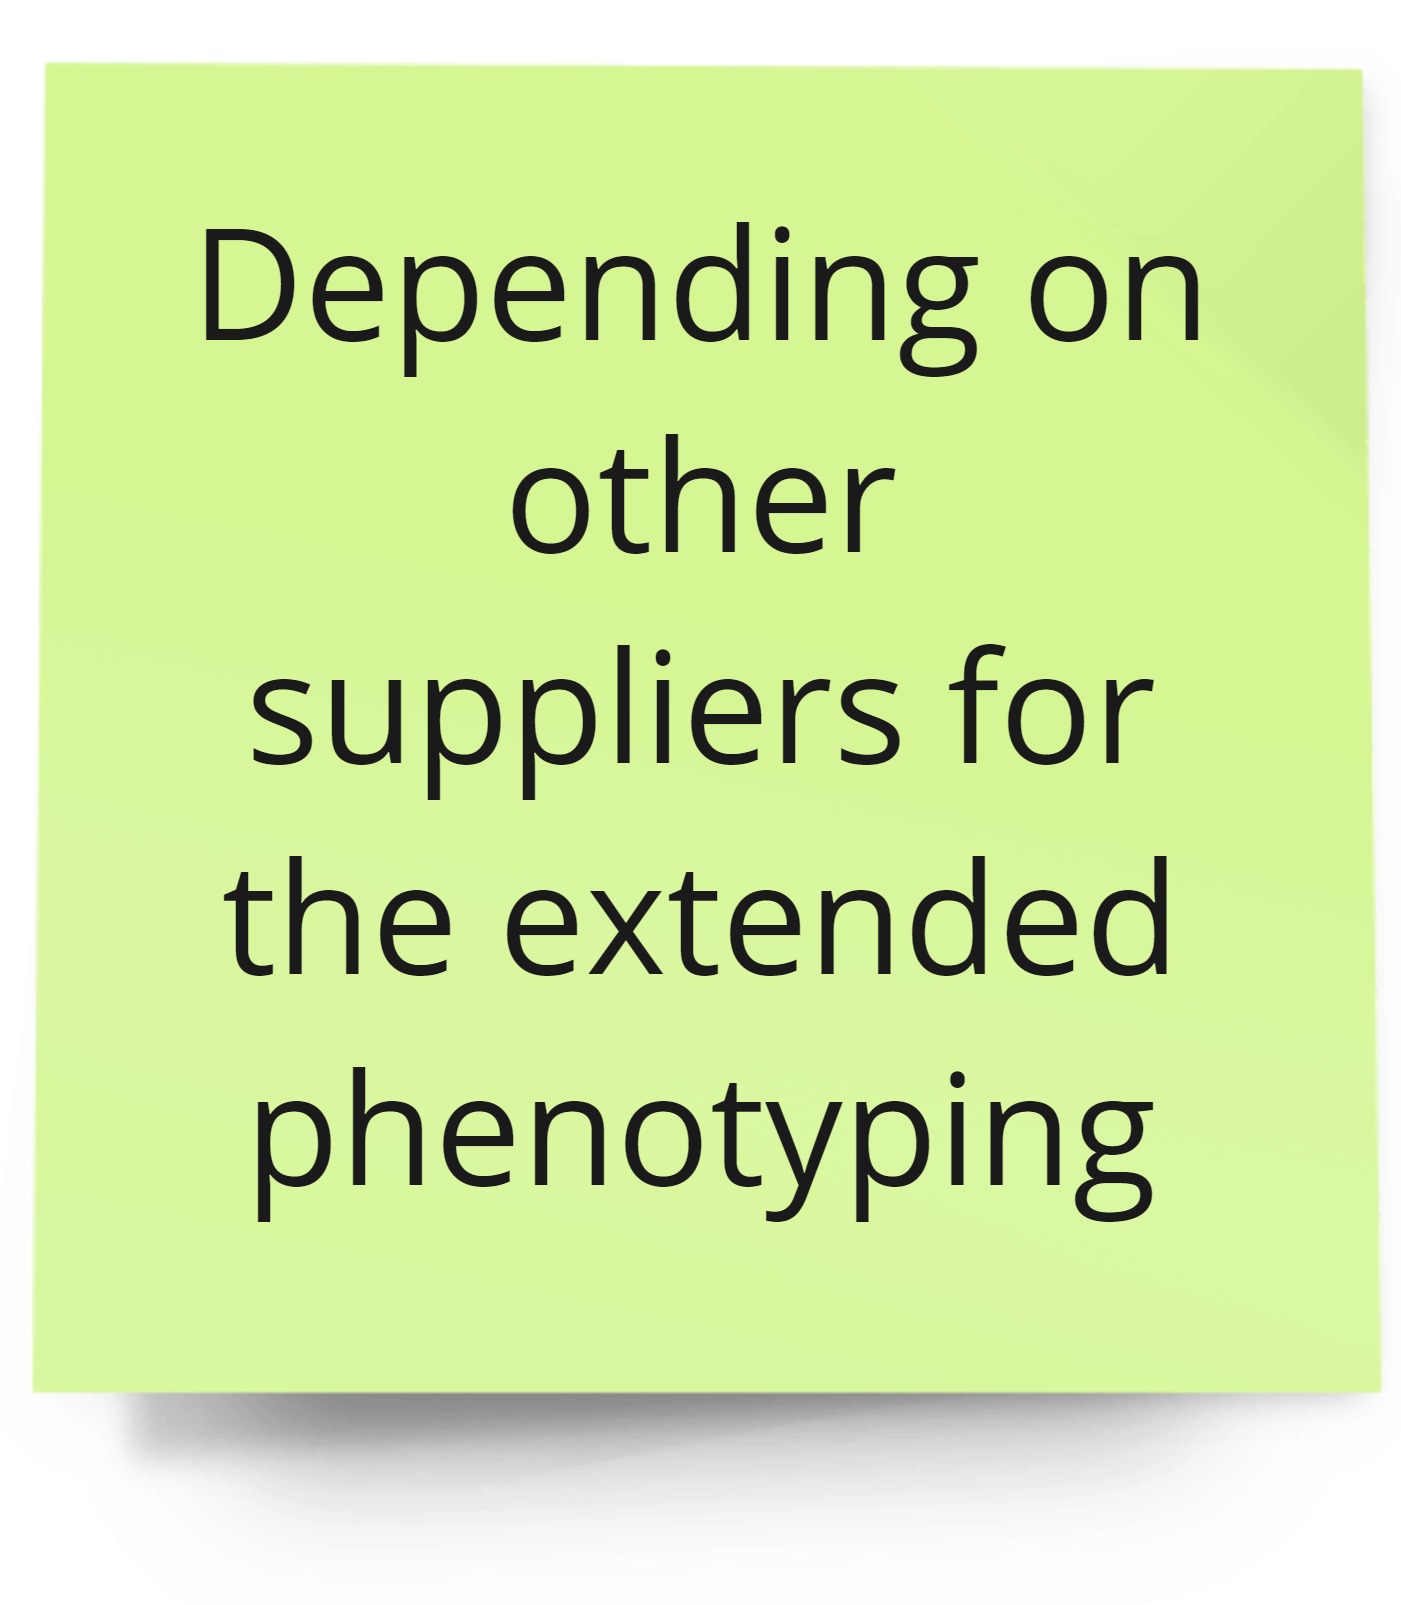 Depending on
other
suppliers for
the extended
phenotyping